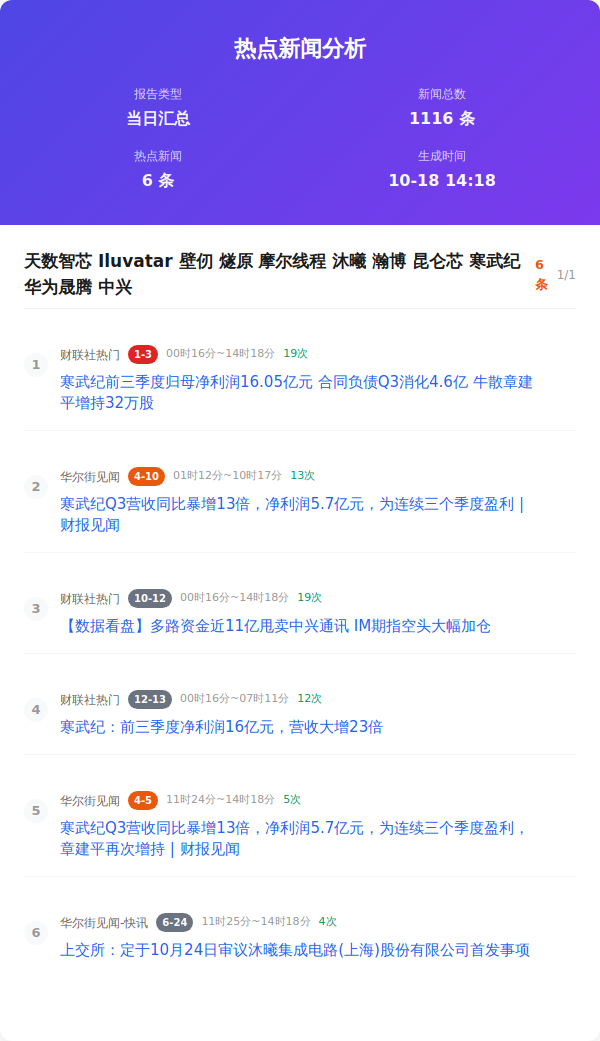 热点新闻分析
报告类型
新闻总数
当日汇总
1116 条
热点新闻
生成时间
6 条
10-18 14:18
天数智芯 Iluvatar 壁仞 燧原 摩尔线程 沐曦 瀚博 昆仑芯 寒武纪
华为晟腾 中兴
6
条
1/1
1
财联社热门 1-3 00时16分~14时18分 19次
寒武纪前三季度归母净利润16.05亿元 合同负债Q3消化4.6亿 牛散章建
平增持32万股
2
华尔街见闻 4-10 01时12分~10时17分 13次
寒武纪Q3营收同比暴增13倍，净利润5.7亿元，为连续三个季度盈利 |
财报见闻
3
财联社热门 10-12 00时16分~14时18分 19次
【数据看盘】多路资金近11亿甩卖中兴通讯 IM期指空头大幅加仓
4
财联社热门 12-13 00时16分~07时11分 12次
寒武纪：前三季度净利润16亿元，营收大增23倍
5
华尔街见闻 4-5 11时24分~14时18分 5次
寒武纪Q3营收同比暴增13倍，净利润5.7亿元，为连续三个季度盈利，
章建平再次增持 | 财报见闻
6
华尔街见闻-快讯 6-24 11时25分~14时18分 4次
上交所：定于10月24日审议沐曦集成电路(上海)股份有限公司首发事项